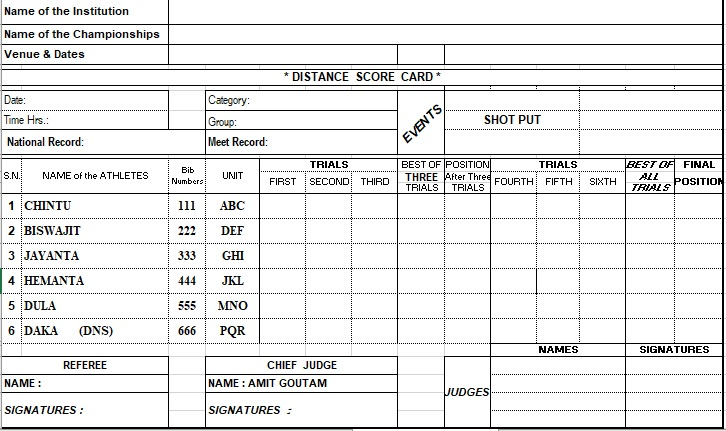 Name of the Institution
Name of the Championships
Venue & Dates
* DISTANCE SCORE CARD *
Date: Category: EVENTS SHOT PUT
Time Hrs.: Group:
National Record: Meet Record:
S.N. NAME of the ATHLETES Bib Numbers UNIT TRIALS FIRST SECOND THIRD BEST OF THREE TRIALS POSITION After Three TRIALS TRIALS FOURTH FIFTH SIXTH BEST OF ALL TRIALS FINAL POSITION
1 CHINTU 111 ABC
2 BISWAJIT 222 DEF
3 JAYANTA 333 GHI
4 HEMANTA 444 JKL
5 DULA 555 MNO
6 DAKA (DNS) 666 PQR
NAMES SIGNATURES
REFEREE CHIEF JUDGE JUDGES
NAME : NAME : AMIT GOUTAM
SIGNATURES : SIGNATURES :